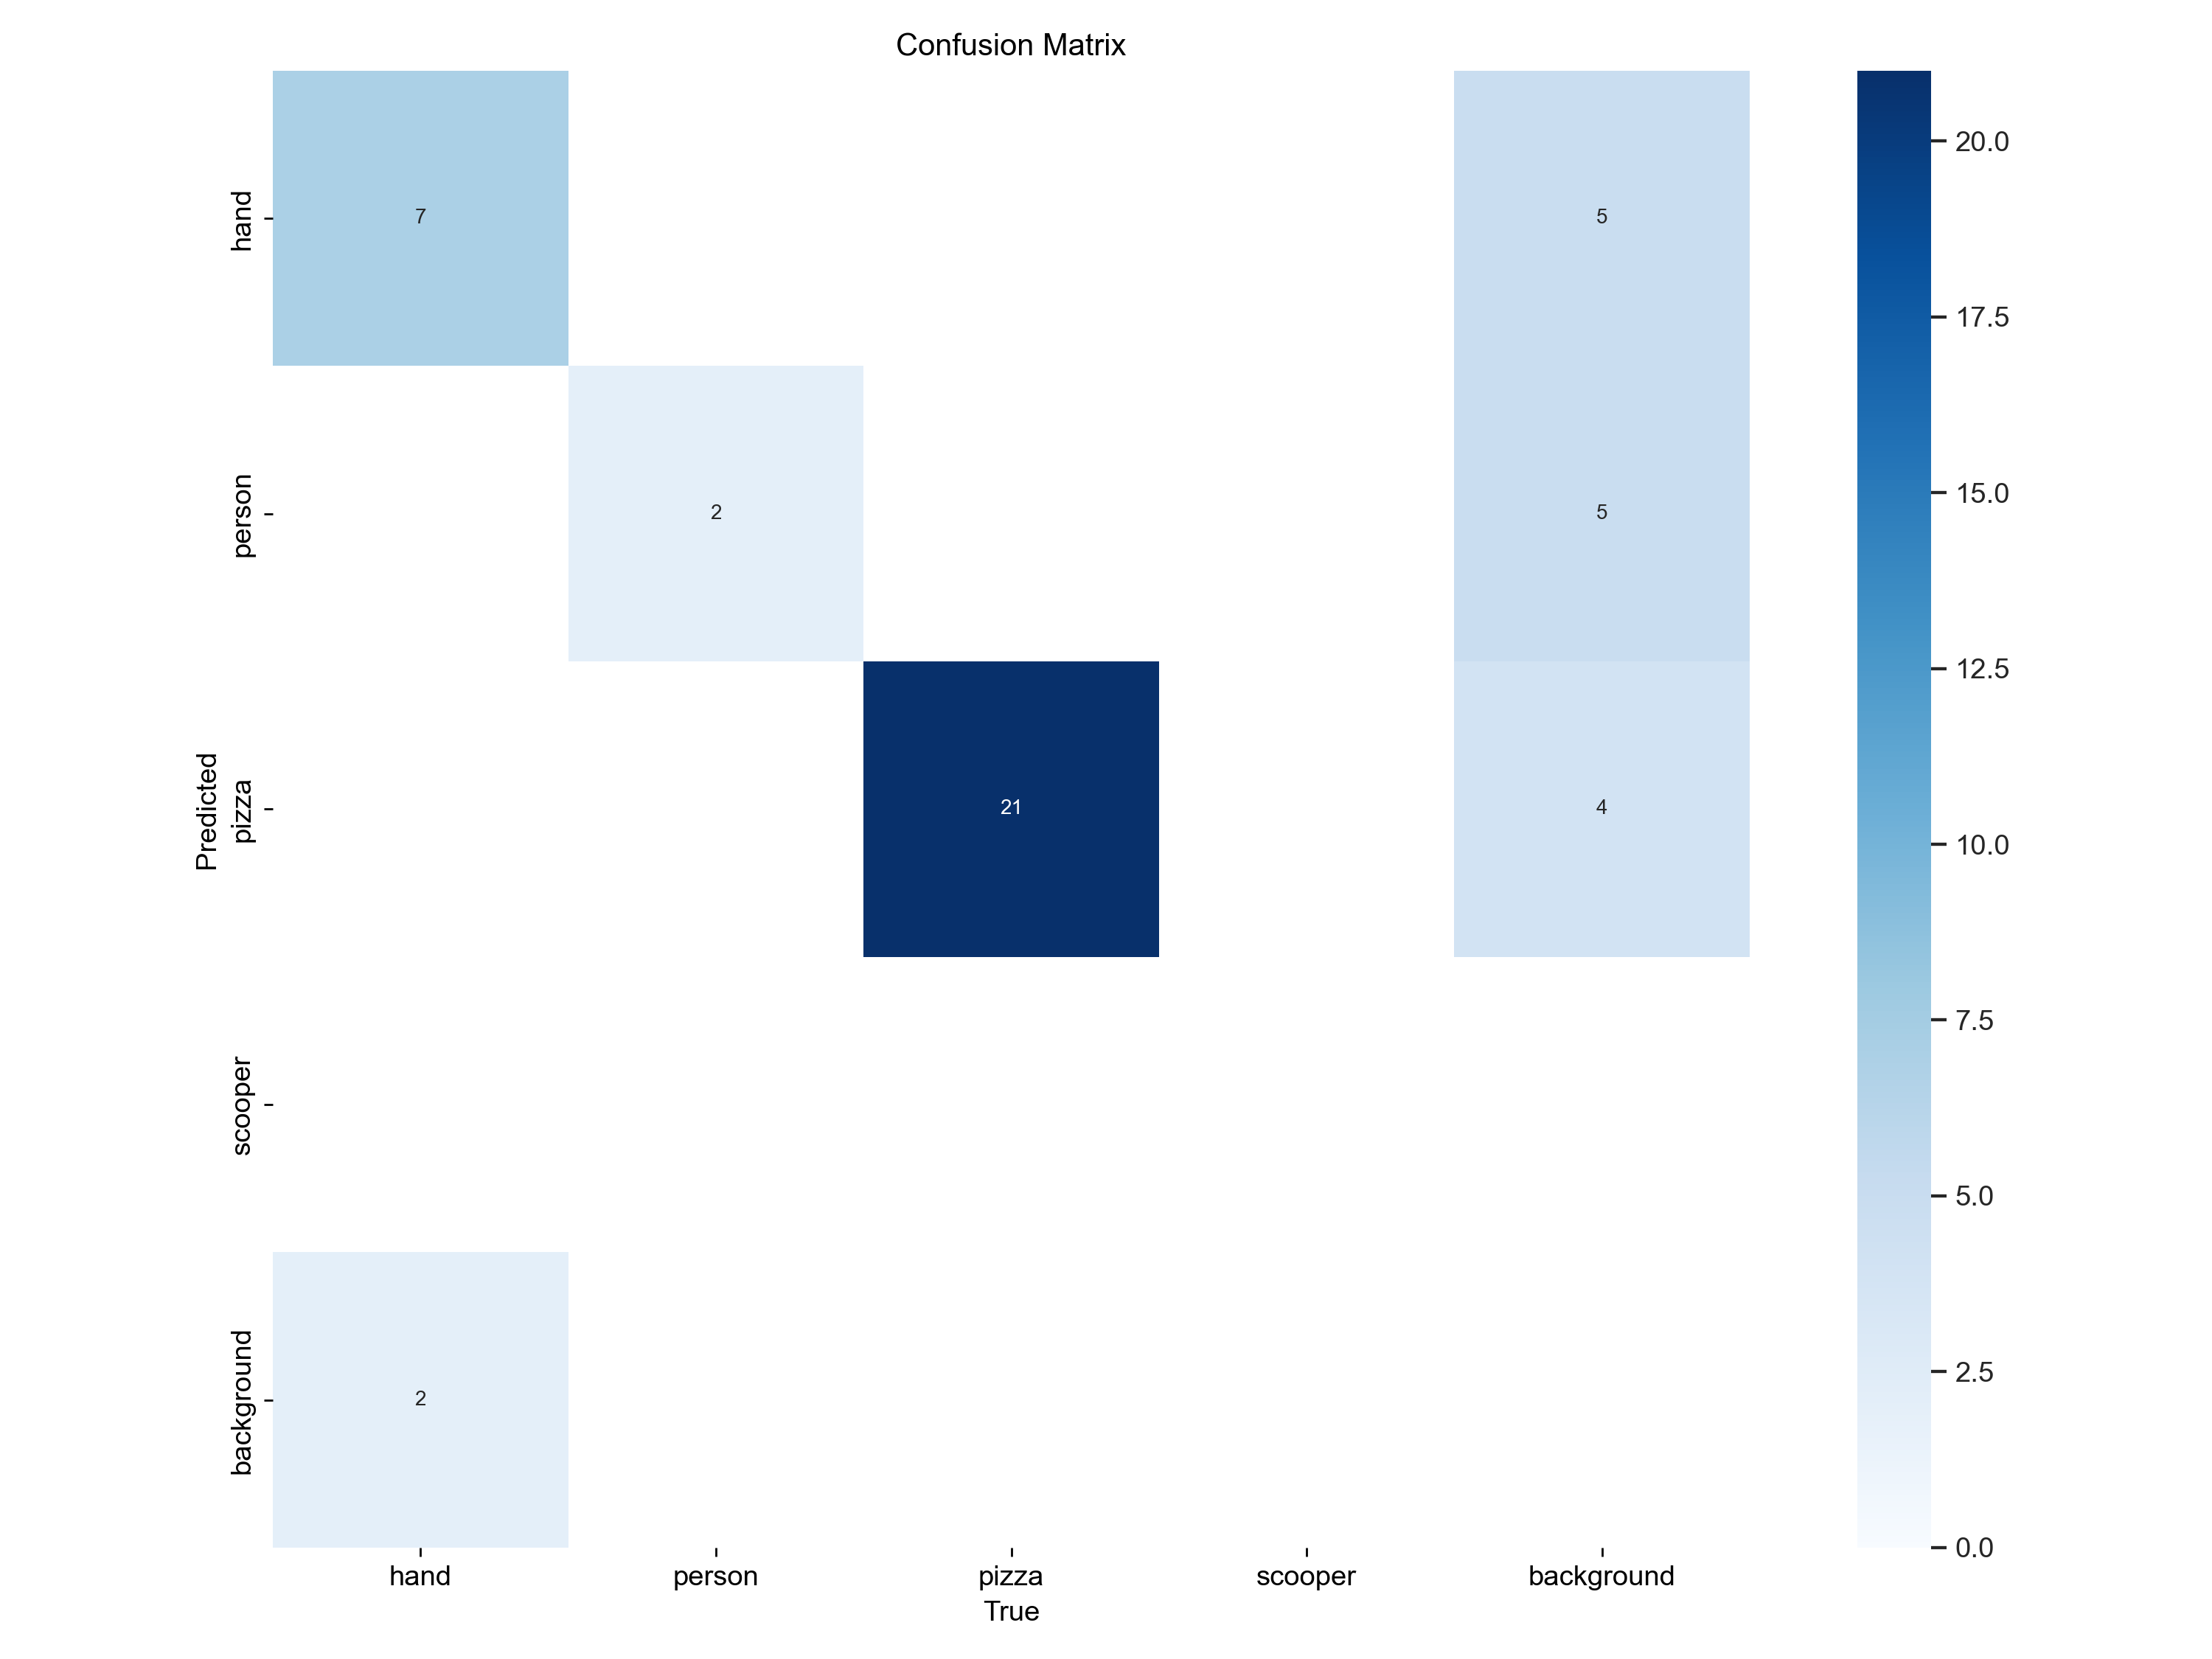 Confusion Matrix
hand
person
pizza
scooper
background
Predicted
7
5
2
5
21
4
2
hand
person
pizza
scooper
background
True
20.0
17.5
15.0
12.5
10.0
7.5
5.0
2.5
0.0